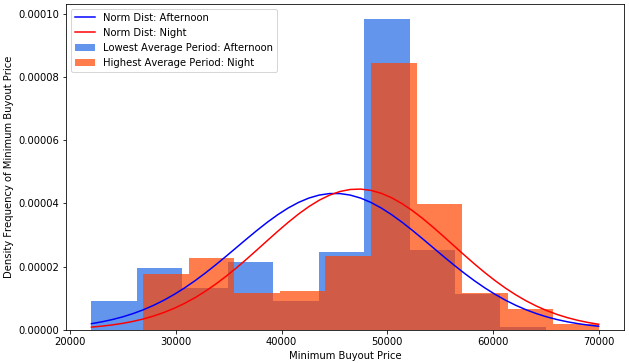 Norm Dist: Afternoon
Norm Dist: Night
Lowest Average Period: Afternoon
Highest Average Period: Night
Density Frequency of Minimum Buyout Price
0.00010
0.00008
0.00006
0.00004
0.00002
0.00000
20000 30000 40000 50000 60000 70000
Minimum Buyout Price